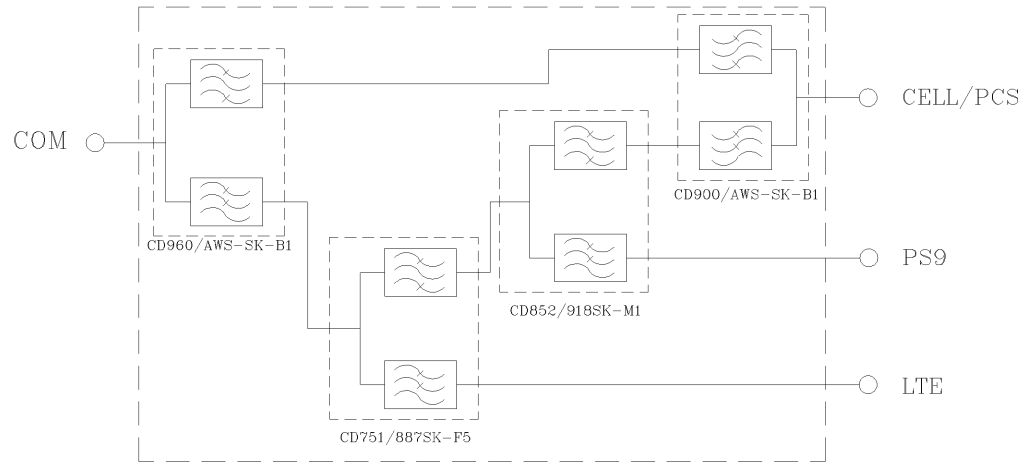 CELL/PCS
COM
CD900/AWS-SK-B1
CD960/AWS-SK-B1
PS9
CD852/918SK-M1
LTE
CD751/887SK-F5